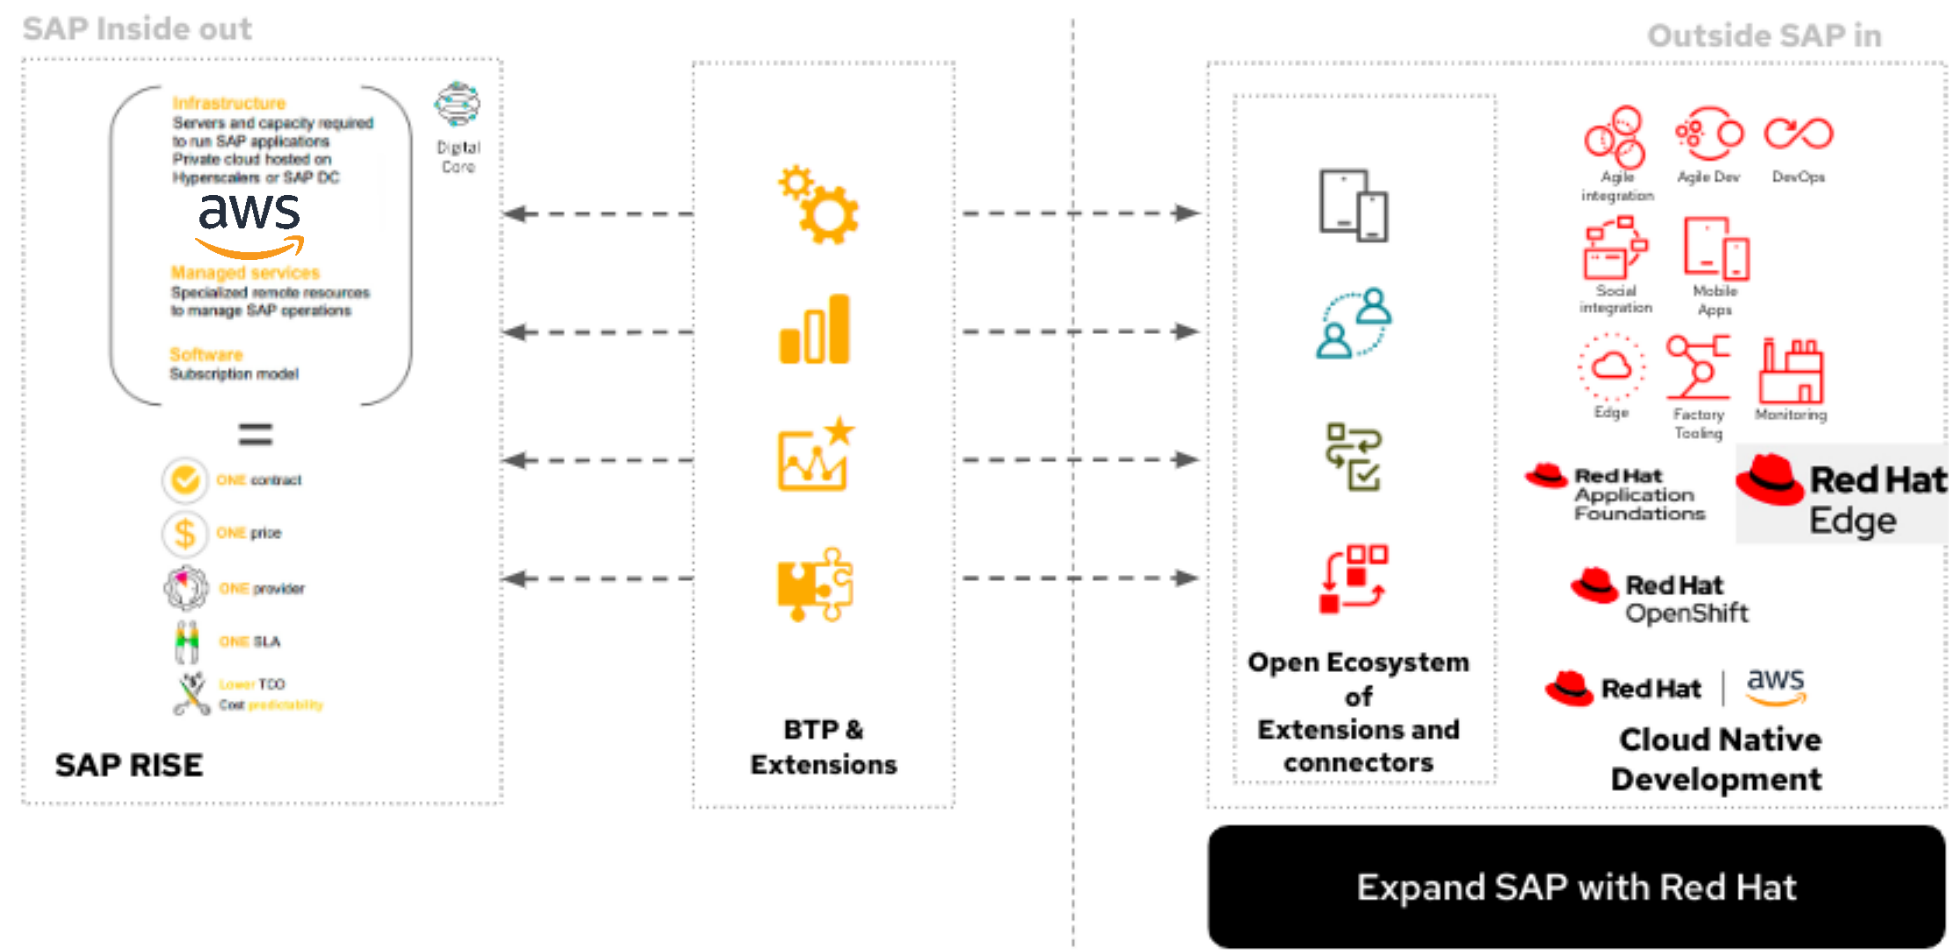 SAP Inside out
Infrastructure
Servers and capacity required
to run SAP applications
Private cloud hosted on
Hyperscalers or SAP DC
aws
Managed services
Specialized remote resources
to manage SAP operations
Software
Subscription model
=
ONE contract
ONE price
ONE provider
ONE SLA
Lower TCO
Cost predictability
SAP RISE
Digital
Core
BTP &
Extensions
Outside SAP in
Open Ecosystem
of
Extensions and
connectors
Agile
integration
Agile Dev
DevOps
Social
integration
Mobile
Apps
Edge
Factory
Tooling
Monitoring
Red Hat
Application
Foundations
Red Hat
Edge
Red Hat
OpenShift
Red Hat | aws
Cloud Native
Development
Expand SAP with Red Hat